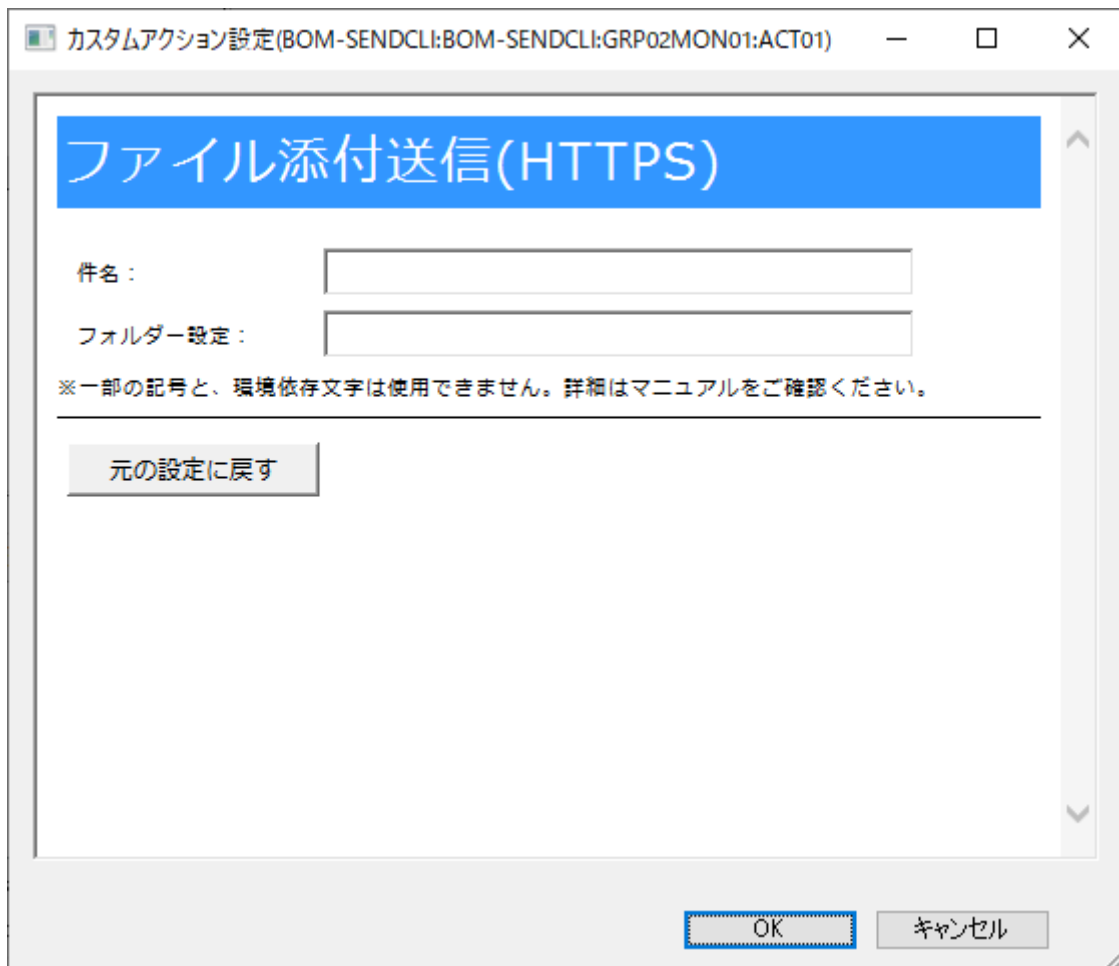 カスタムアクション設定(BOM-SENDCLI:BOM-SENDCLI:GRP02MON01:ACT01)
ファイル添付送信(HTTPS)
件名：
フォルダー設定：
※一部の記号と、環境依存文字は使用できません。詳細はマニュアルをご確認ください。
元の設定に戻す
OK キャンセル